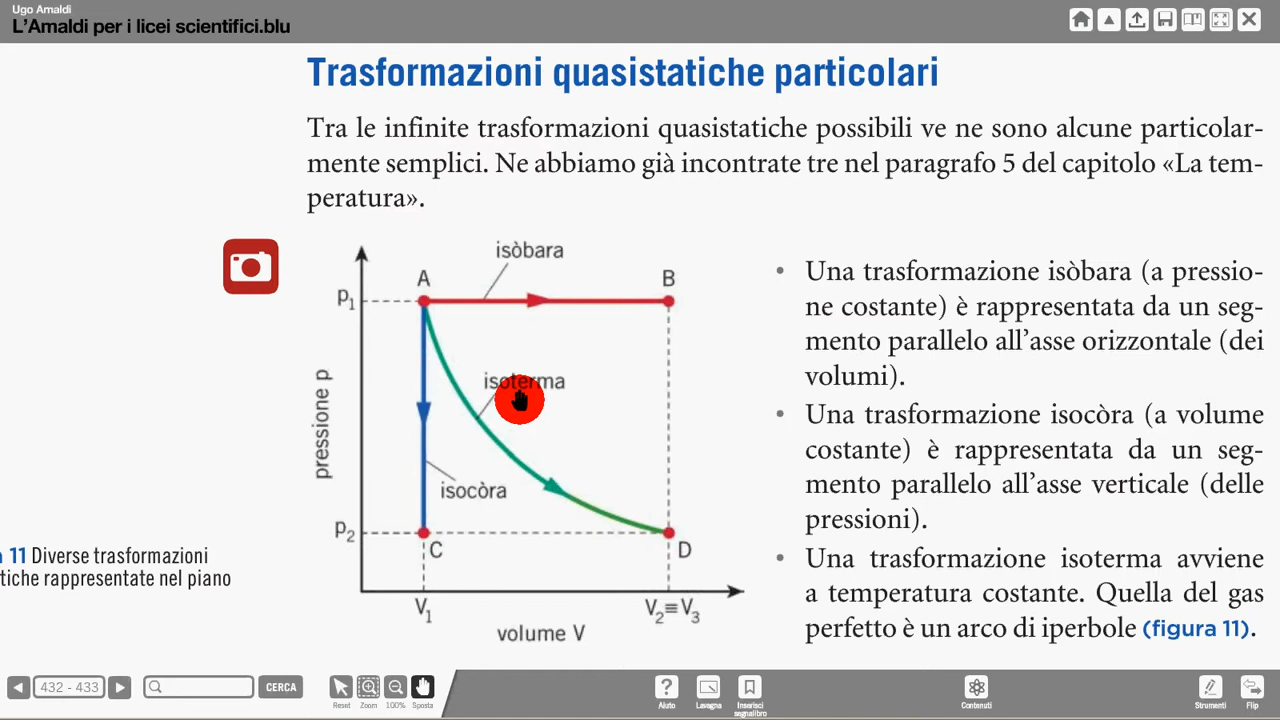 Ugo Amaldi
L'Amaldi per i licei scientifici.blu
Trasformazioni quasistatiche particolari
Tra le infinite trasformazioni quasistatiche possibili ve ne sono alcune particolar-
mente semplici. Ne abbiamo già incontrate tre nel paragrafo 5 del capitolo «La tem-
peratura».
isòbara
A
B
p1
isoterma
pressione p
isocòra
p2
C
D
V1
V2≡V3
volume V
11 Diverse trasformazioni
tiche rappresentate nel piano
• Una trasformazione isòbara (a pressio-
ne costante) è rappresentata da un seg-
mento parallelo all'asse orizzontale (dei
volumi).
• Una trasformazione isocòra (a volume
costante) è rappresentata da un seg-
mento parallelo all'asse verticale (delle
pressioni).
• Una trasformazione isoterma avviene
a temperatura costante. Quella del gas
perfetto è un arco di iperbole (figura 11).
432 - 433
CERCA
Reset
Zoom
100%
Sposta
Aiuto
Lavagna
Inserisci
segnalibro
Contenuti
Strumenti
Flip